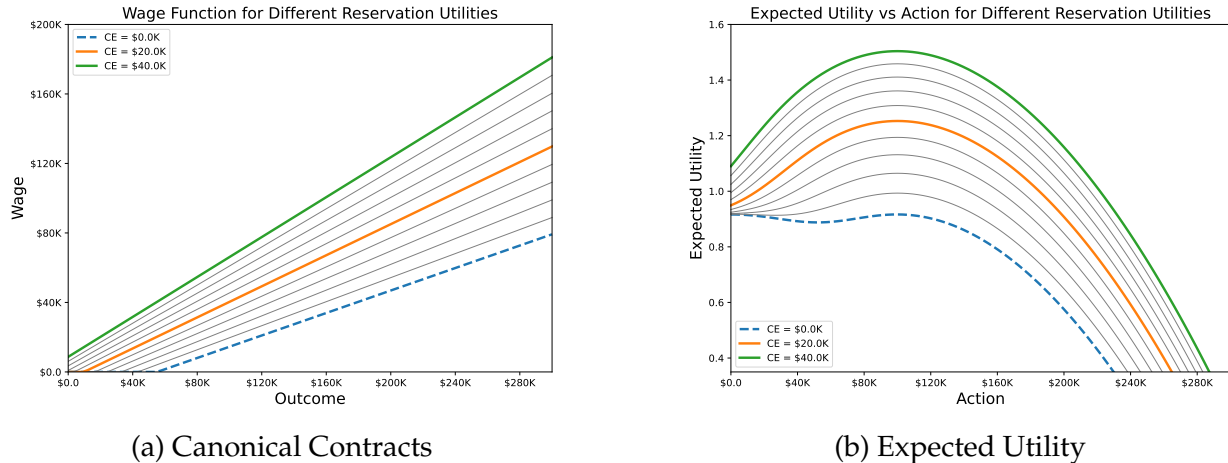 Wage Function for Different Reservation Utilities
$200K
$160K
$120K
$80K
$40K
$0.0
Wage
CE = $0.0K
CE = $20.0K
CE = $40.0K
$0.0 $40K $80K $120K $160K $200K $240K $280K
Outcome
(a) Canonical Contracts
Expected Utility vs Action for Different Reservation Utilities
1.6
1.4
1.2
1.0
0.8
0.6
0.4
Expected Utility
CE = $0.0K
CE = $20.0K
CE = $40.0K
$0.0 $40K $80K $120K $160K $200K $240K $280K
Action
(b) Expected Utility